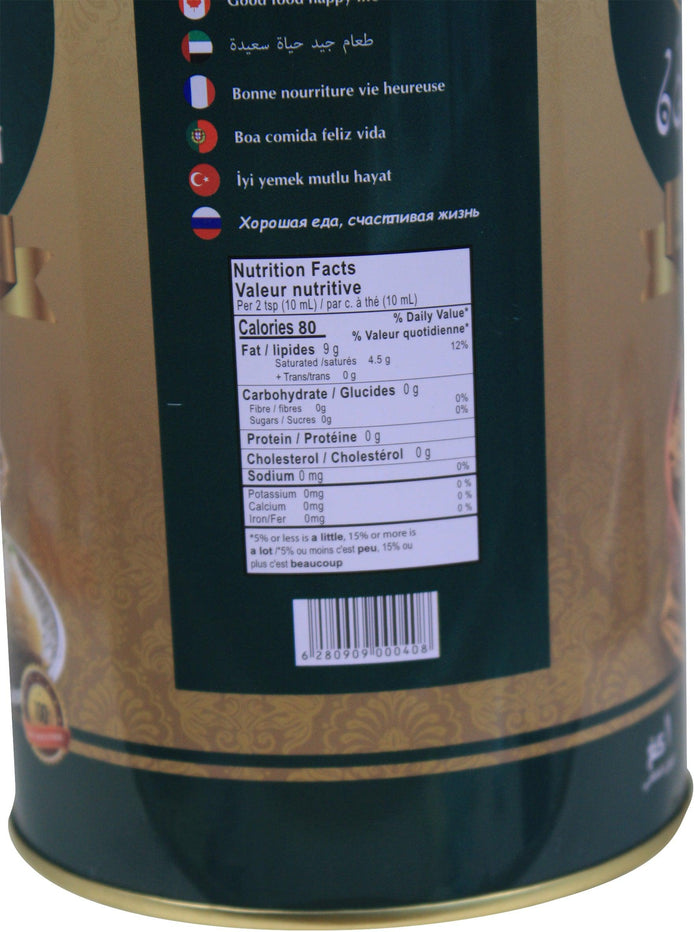 Good food happy
طعام جيد حياة سعيدة
Bonne nourriture vie heureuse
Boa comida feliz vida
İyi yemek mutlu hayat
Хорошая еда, счастливая жизнь
Nutrition Facts
Valeur nutritive
Per 2 tsp (10 mL) / par c. à thé (10 mL)
Calories 80 % Daily Value*
% Valeur quotidienne*
Fat / lipides 9 g 12%
Saturated /saturés 4.5 g
+ Trans/trans 0 g
Carbohydrate / Glucides 0 g
Fibre / fibres 0g 0%
Sugars / Sucres 0g 0%
Protein / Protéine 0 g
Cholesterol / Cholestérol 0 g
Sodium 0 mg 0%
Potassium 0mg 0 %
Calcium 0mg 0 %
Iron/Fer 0mg 0 %
*5% or less is a little, 15% or more is
a lot /*5% ou moins c'est peu, 15% ou
plus c'est beaucoup
6 280909 000408